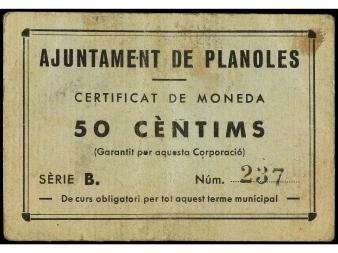 AJUNTAMENT DE PLANOLES
CERTIFICAT DE MONEDA
50 CÈNTIMS
(Garantit per aquesta Corporació)
SÈRIE B. Núm. 237
— De curs obligatori per tot aquest terme municipal —